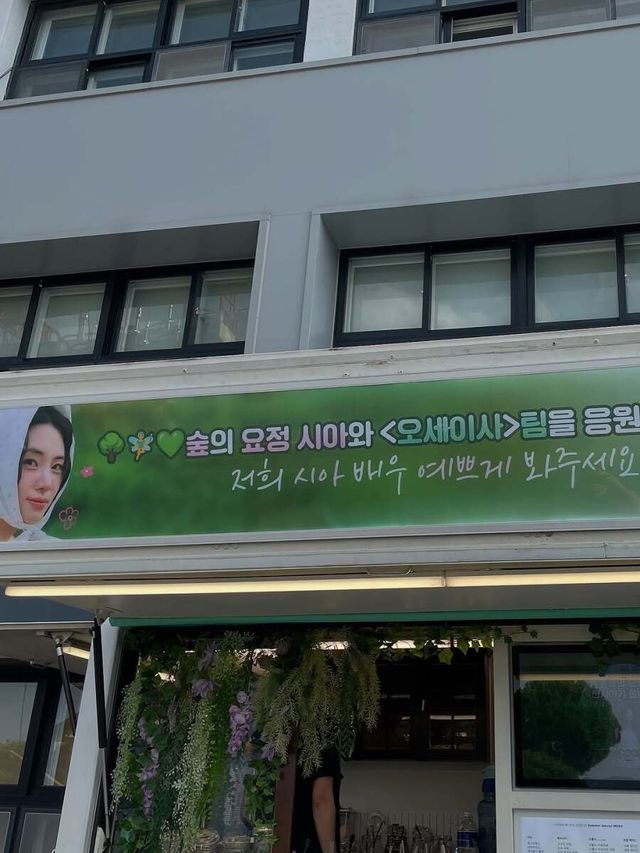 🌳🧚💚숲의 요정 시아와 <오세이사>팀을 응원
저희 시아 배우 예쁘게 봐주세요